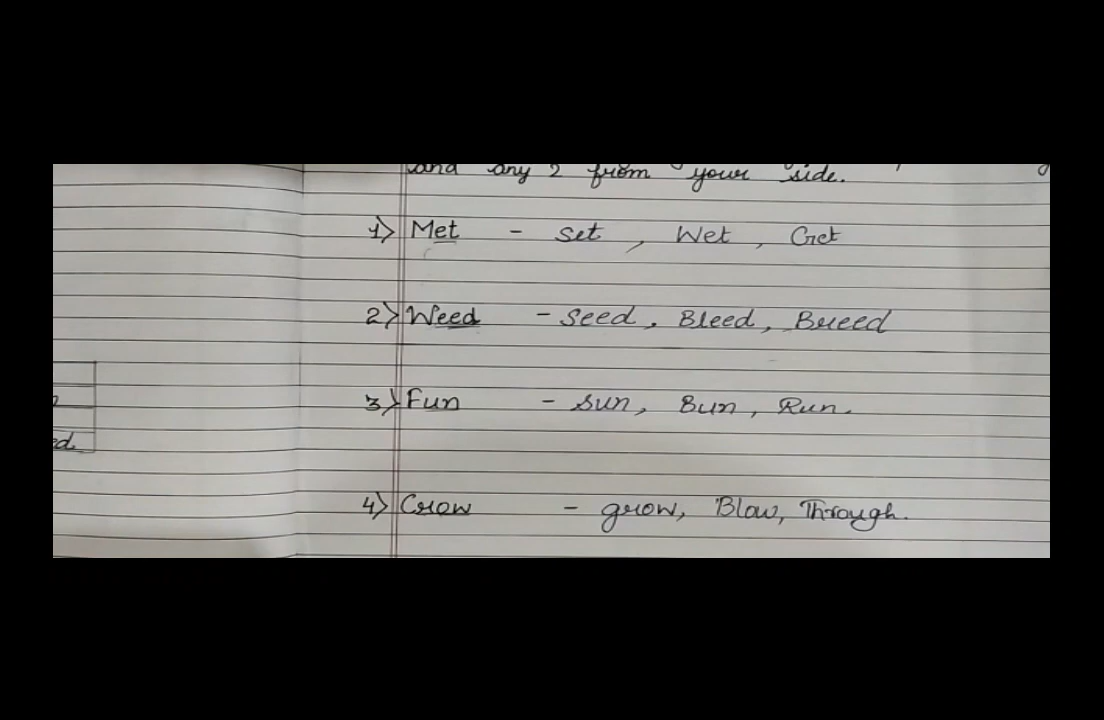 and any 2 from your side.
1) Met - set, Wet, Get
2) Weed - seed, Bleed, Breed
3) Fun - sun, Bun, Run.
ed
4) Crow - grow, Blow, Through.